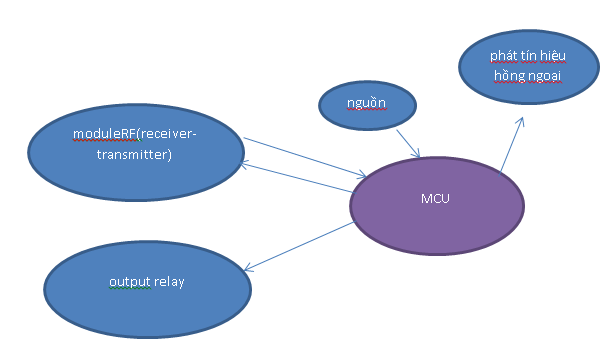 phát tín hiệu
hồng ngoại
nguồn
moduleRF(receiver-
transmitter)
MCU
output relay